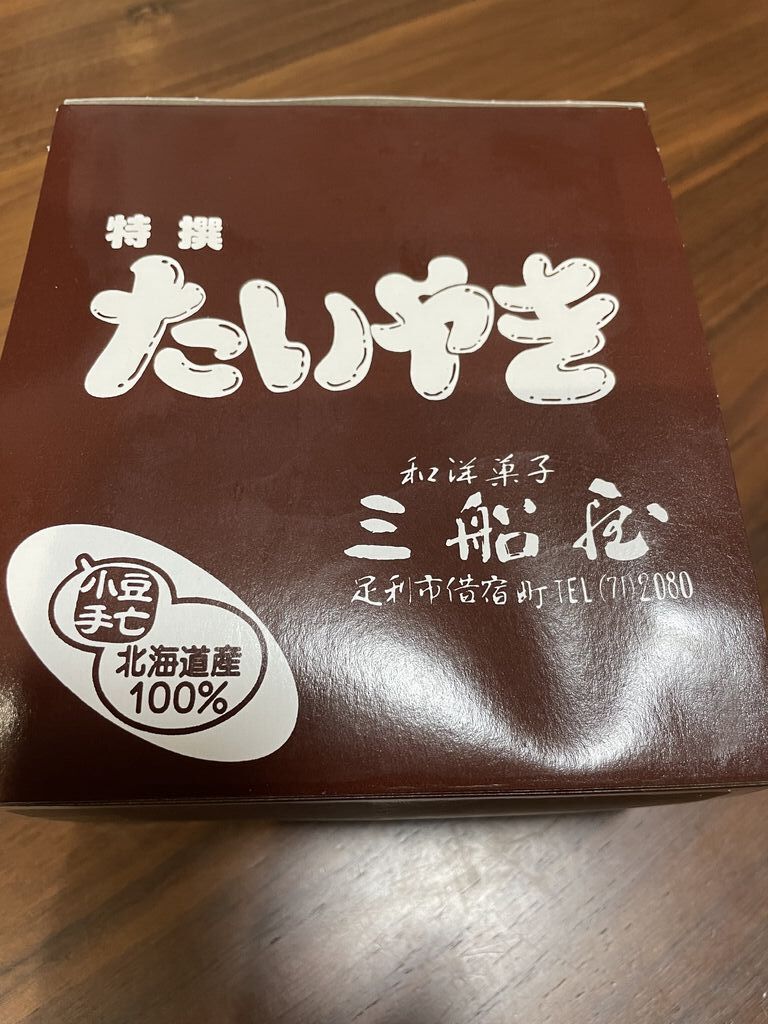 特撰
たいやき
和洋菓子
三船屋
足利市借宿町TEL(71)2080
小豆
手亡
北海道産
100%